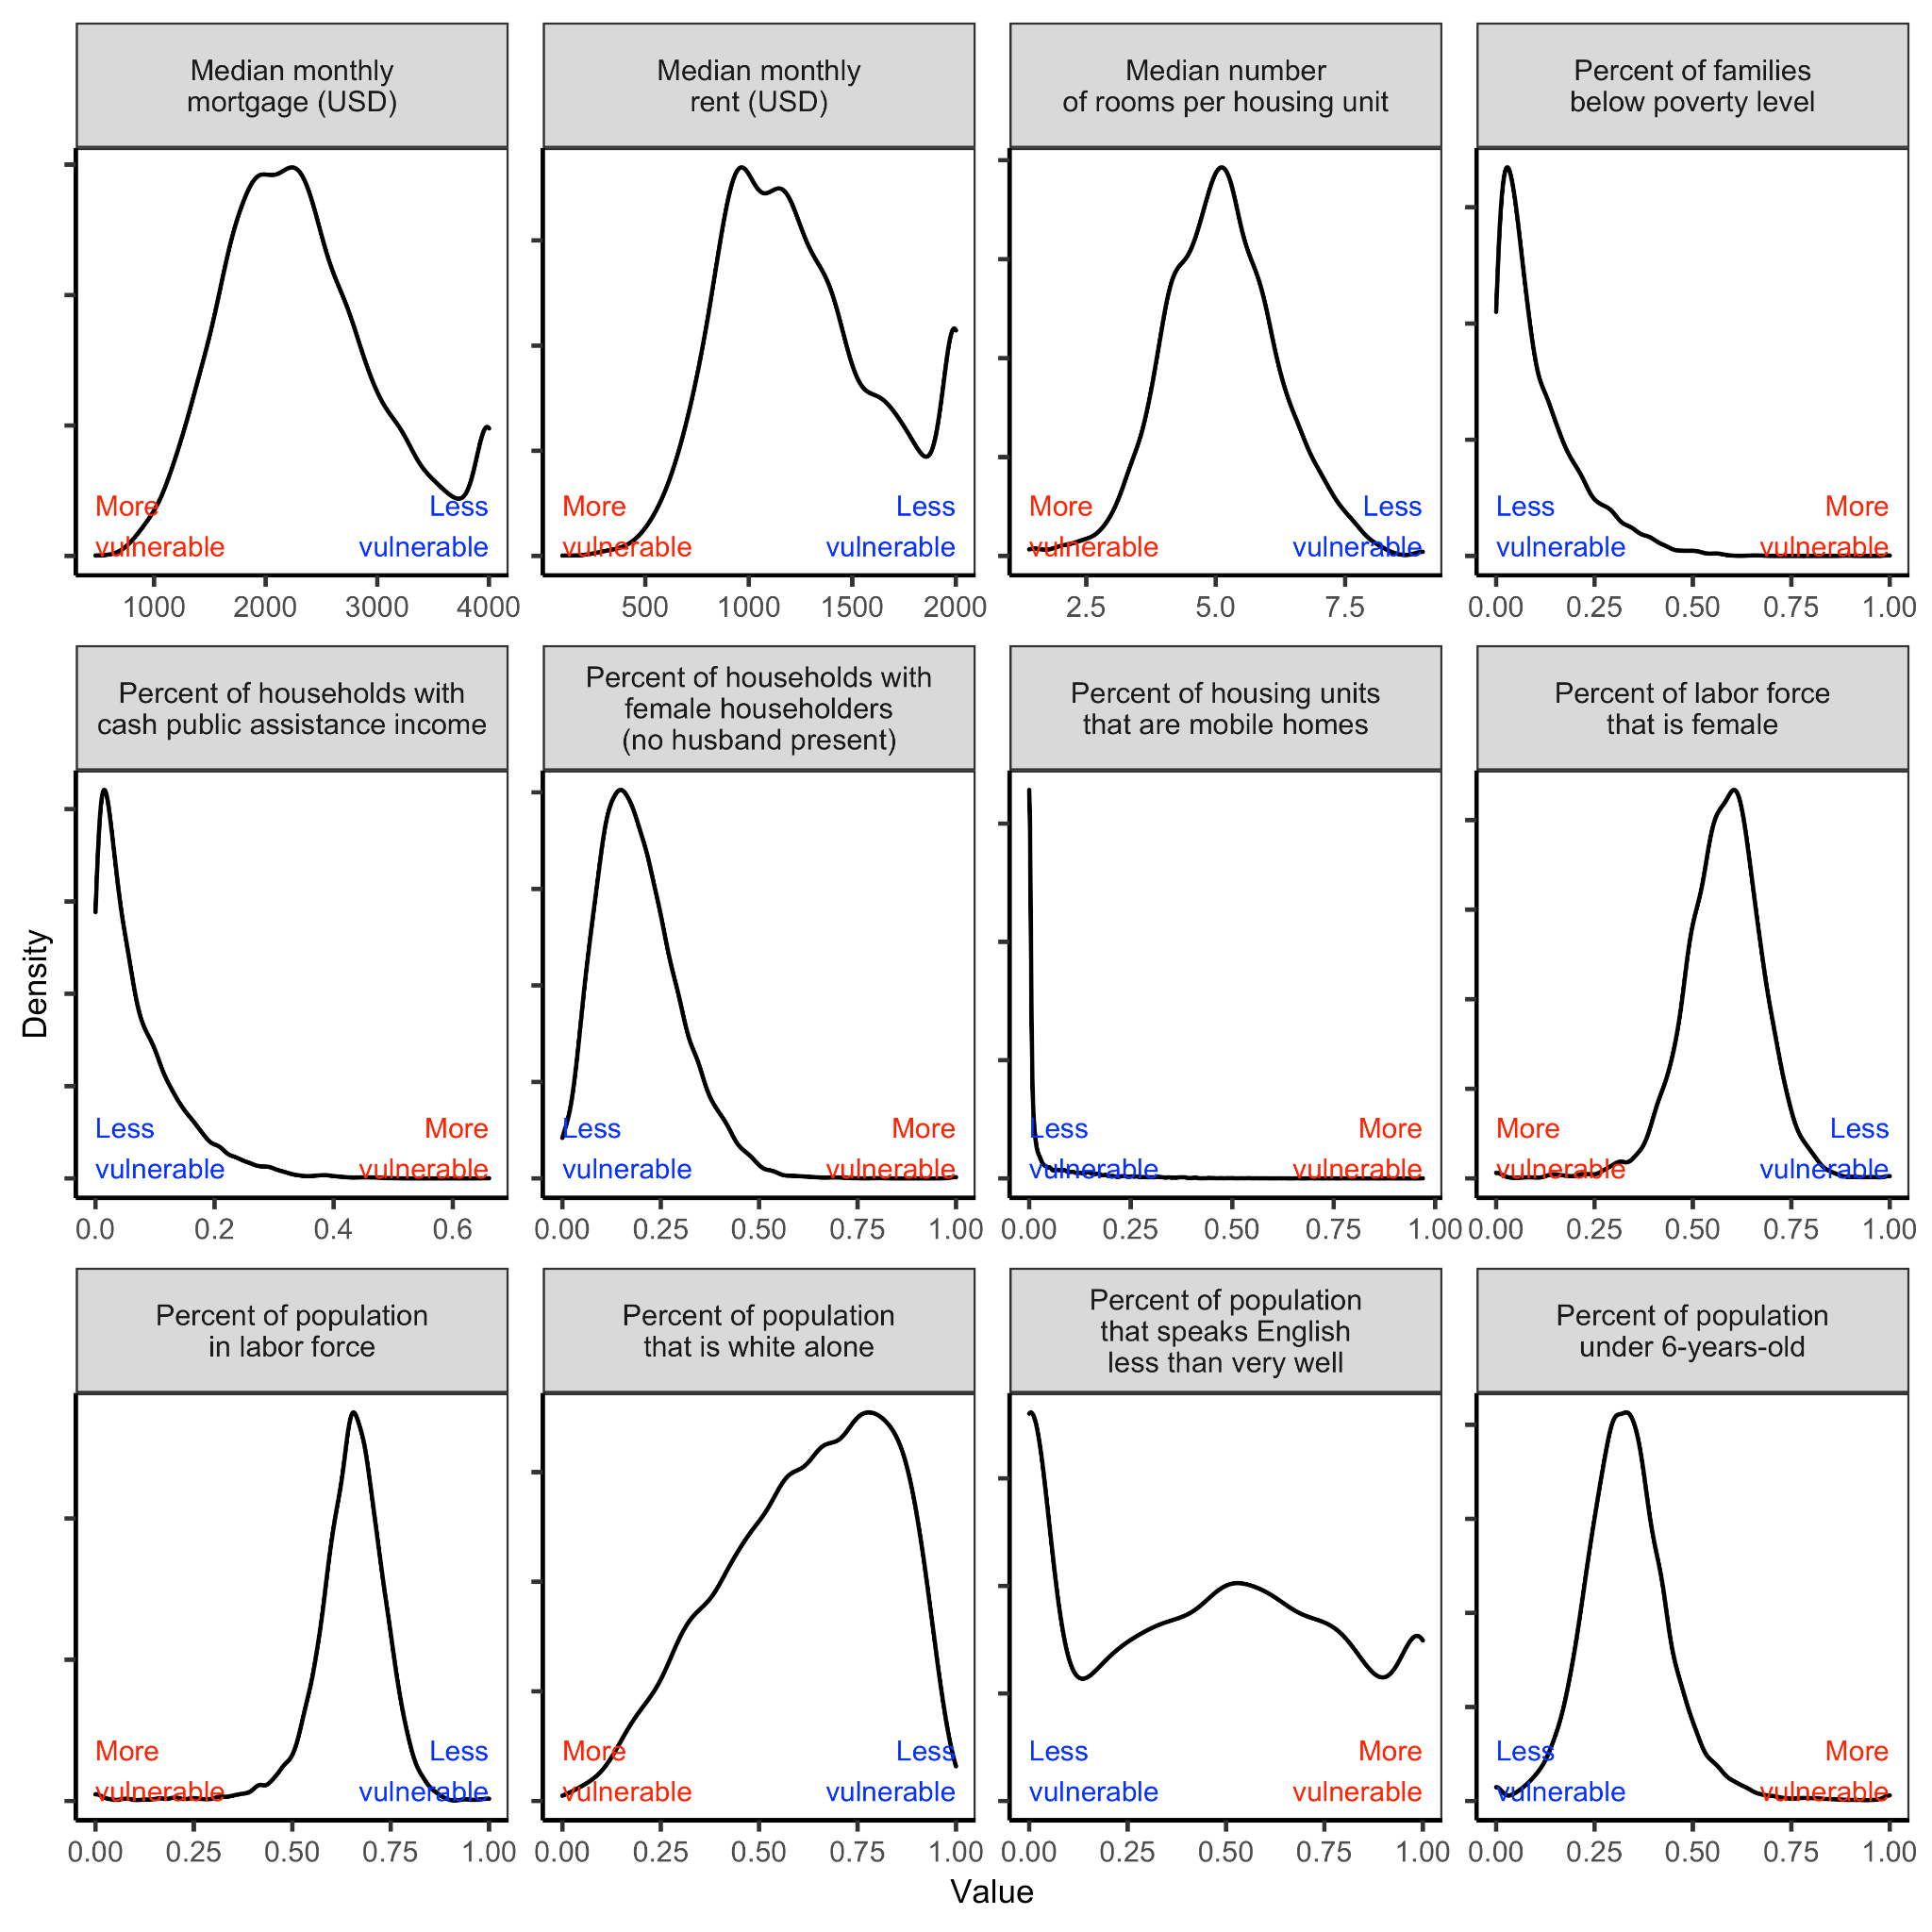 Median monthly
mortgage (USD)
Median monthly
rent (USD)
Median number
of rooms per housing unit
Percent of families
below poverty level
More
vulnerable
Less
vulnerable
More
vulnerable
Less
vulnerable
More
vulnerable
Less
vulnerable
Less
vulnerable
More
vulnerable
1000 2000 3000 4000
500 1000 1500 2000
2.5 5.0 7.5
0.00 0.25 0.50 0.75 1.00
Percent of households with
cash public assistance income
Percent of households with
female householders
(no husband present)
Percent of housing units
that are mobile homes
Percent of labor force
that is female
Less
vulnerable
More
vulnerable
Less
vulnerable
More
vulnerable
Less
vulnerable
More
vulnerable
More
vulnerable
Less
vulnerable
0.0 0.2 0.4 0.6
0.00 0.25 0.50 0.75 1.00
0.00 0.25 0.50 0.75 1.00
0.00 0.25 0.50 0.75 1.00
Percent of population
in labor force
Percent of population
that is white alone
Percent of population
that speaks English
less than very well
Percent of population
under 6-years-old
More
vulnerable
Less
vulnerable
More
vulnerable
Less
vulnerable
Less
vulnerable
More
vulnerable
Less
vulnerable
More
vulnerable
0.00 0.25 0.50 0.75 1.00
0.00 0.25 0.50 0.75 1.00
0.00 0.25 0.50 0.75 1.00
0.00 0.25 0.50 0.75 1.00
Density
Value